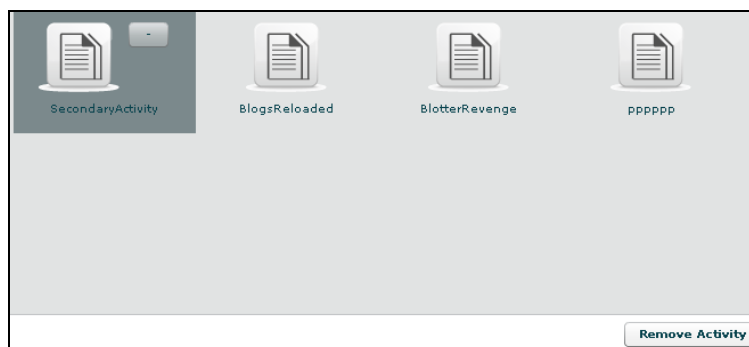 -
SecondaryActivity
BlogsReloaded
BlotterRevenge
pppppp
Remove Activity